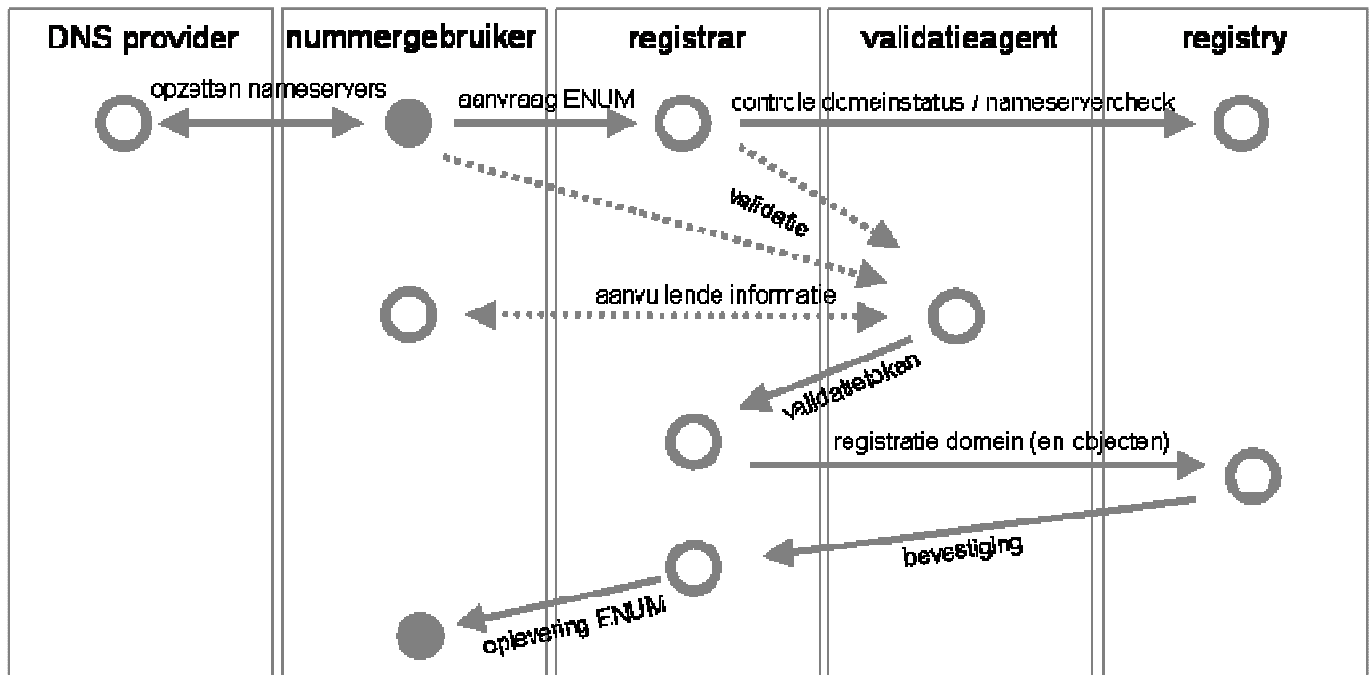 DNS provider
nummergebruiker
registrar
validatieagent
registry
opzetten nameservers
aanvraag ENUM
controle domeinstatus / nameservercheck
validatie
aanvullende informatie
validatietoken
registratie domein (en objecten)
bevestiging
oplevering ENUM